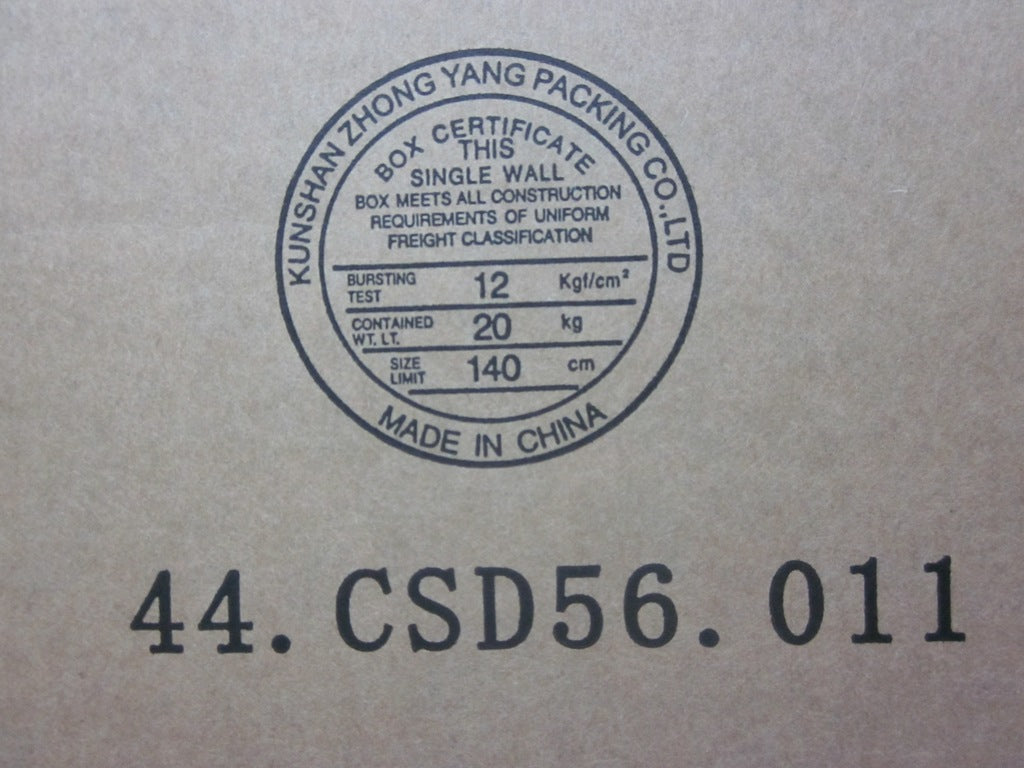 KUNSHAN ZHONG YANG PACKING CO.,LTD
BOX CERTIFICATE
THIS
SINGLE WALL
BOX MEETS ALL CONSTRUCTION
REQUIREMENTS OF UNIFORM
FREIGHT CLASSIFICATION
BURSTING TEST 12 Kgf/cm²
CONTAINED WT. LT. 20 kg
SIZE LIMIT 140 cm
MADE IN CHINA
44.CSD56.011